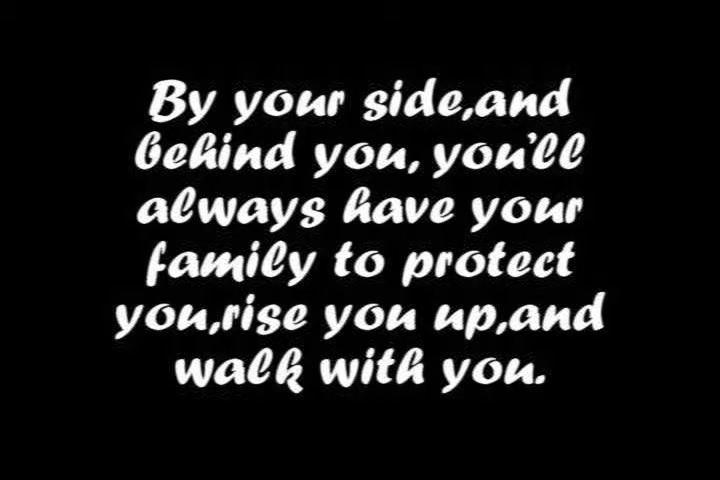 By your side,and
behind you, you'll
always have your
family to protect
you,rise you up,and
walk with you.